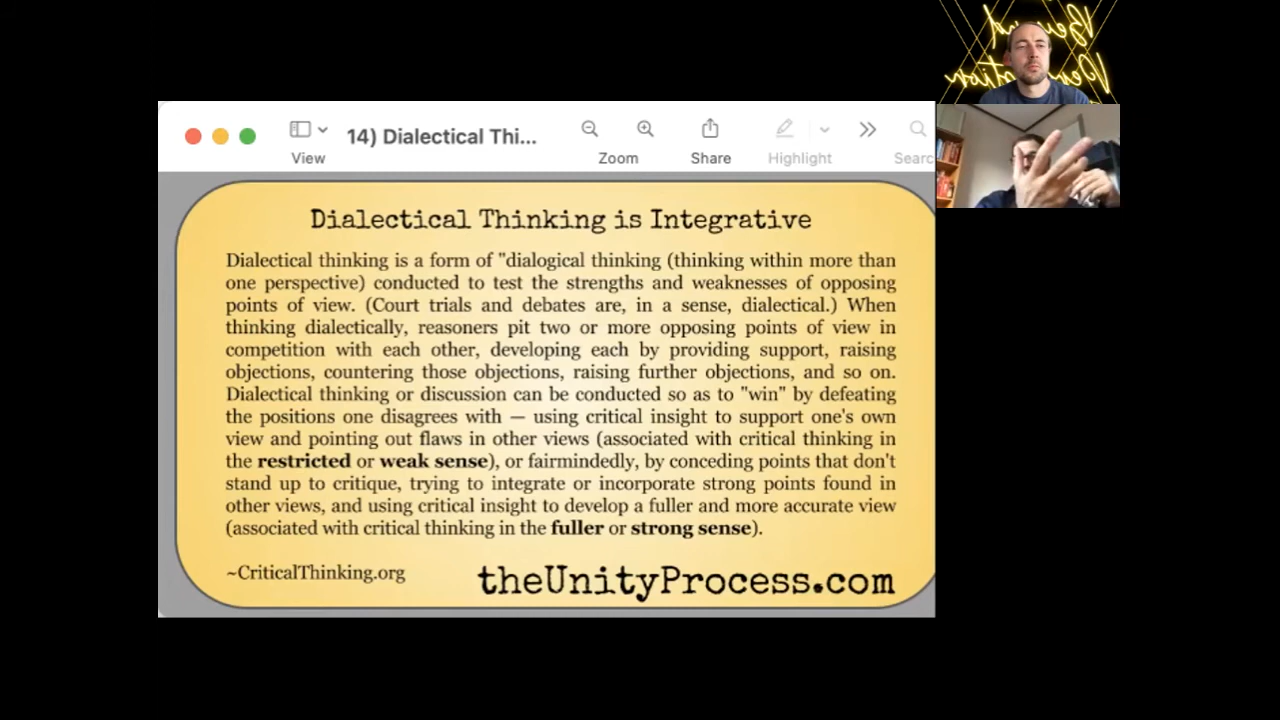 14) Dialectical Thi...
View
Zoom
Share
Highlight
Searc
Dialectical Thinking is Integrative
Dialectical thinking is a form of "dialogical thinking (thinking within more than
one perspective) conducted to test the strengths and weaknesses of opposing
points of view. (Court trials and debates are, in a sense, dialectical.) When
thinking dialectically, reasoners pit two or more opposing points of view in
competition with each other, developing each by providing support, raising
objections, countering those objections, raising further objections, and so on.
Dialectical thinking or discussion can be conducted so as to "win" by defeating
the positions one disagrees with — using critical insight to support one's own
view and pointing out flaws in other views (associated with critical thinking in
the restricted or weak sense), or fairmindedly, by conceding points that don't
stand up to critique, trying to integrate or incorporate strong points found in
other views, and using critical insight to develop a fuller and more accurate view
(associated with critical thinking in the fuller or strong sense).
~CriticalThinking.org
theUnityProcess.com